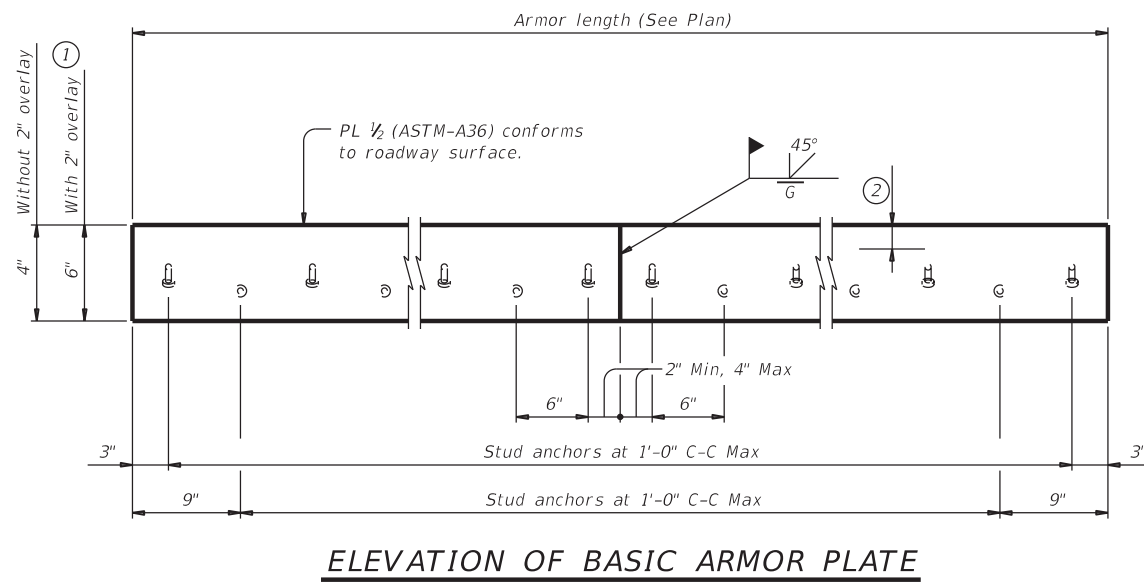 Armor length (See Plan)
Without 2" overlay
1
With 2" overlay
PL ½ (ASTM-A36) conforms
to roadway surface.
45°
G
2
4"
6"
2" Min, 4" Max
6"
6"
3"
Stud anchors at 1'-0" C-C Max
3"
9"
Stud anchors at 1'-0" C-C Max
9"
ELEVATION OF BASIC ARMOR PLATE